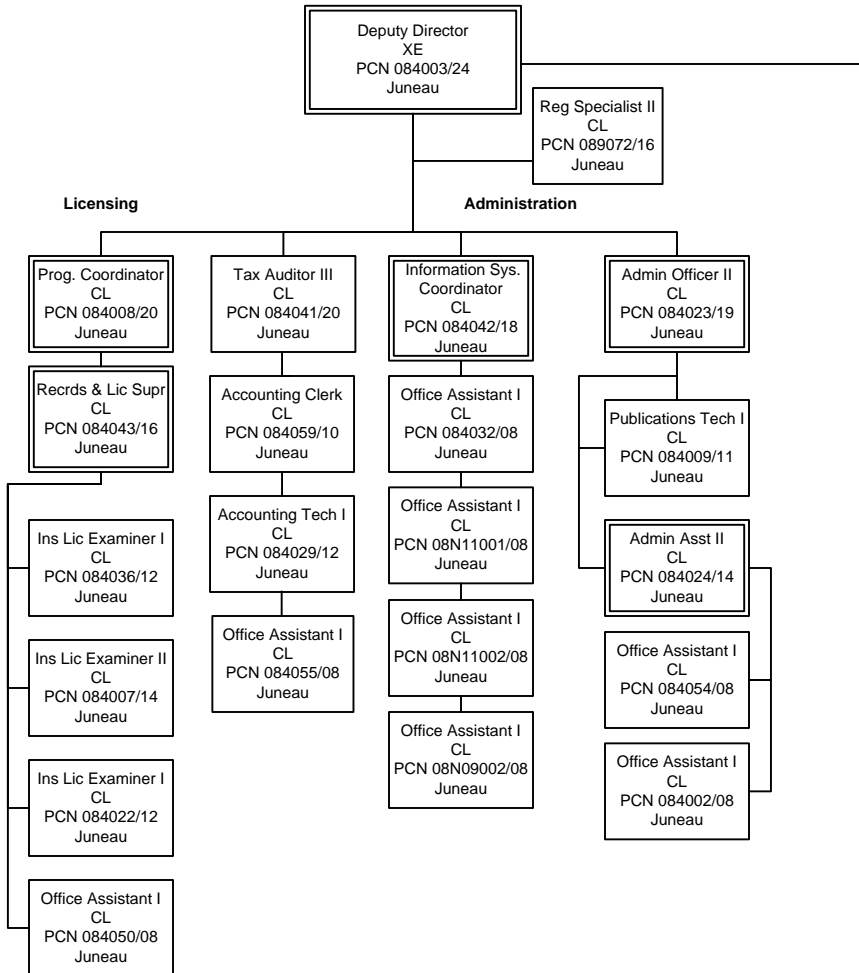 Deputy Director
XE
PCN 084003/24
Juneau
Reg Specialist II
CL
PCN 089072/16
Juneau
Licensing
Administration
Prog. Coordinator
CL
PCN 084008/20
Juneau
Recrds & Lic Supr
CL
PCN 084043/16
Juneau
Ins Lic Examiner I
CL
PCN 084036/12
Juneau
Ins Lic Examiner II
CL
PCN 084007/14
Juneau
Ins Lic Examiner I
CL
PCN 084022/12
Juneau
Office Assistant I
CL
PCN 084050/08
Juneau
Tax Auditor III
CL
PCN 084041/20
Juneau
Accounting Clerk
CL
PCN 084059/10
Juneau
Accounting Tech I
CL
PCN 084029/12
Juneau
Office Assistant I
CL
PCN 084055/08
Juneau
Information Sys.
Coordinator
CL
PCN 084042/18
Juneau
Office Assistant I
CL
PCN 084032/08
Juneau
Office Assistant I
CL
PCN 08N11001/08
Juneau
Office Assistant I
CL
PCN 08N11002/08
Juneau
Office Assistant I
CL
PCN 08N09002/08
Juneau
Admin Officer II
CL
PCN 084023/19
Juneau
Publications Tech I
CL
PCN 084009/11
Juneau
Admin Asst II
CL
PCN 084024/14
Juneau
Office Assistant I
CL
PCN 084054/08
Juneau
Office Assistant I
CL
PCN 084002/08
Juneau